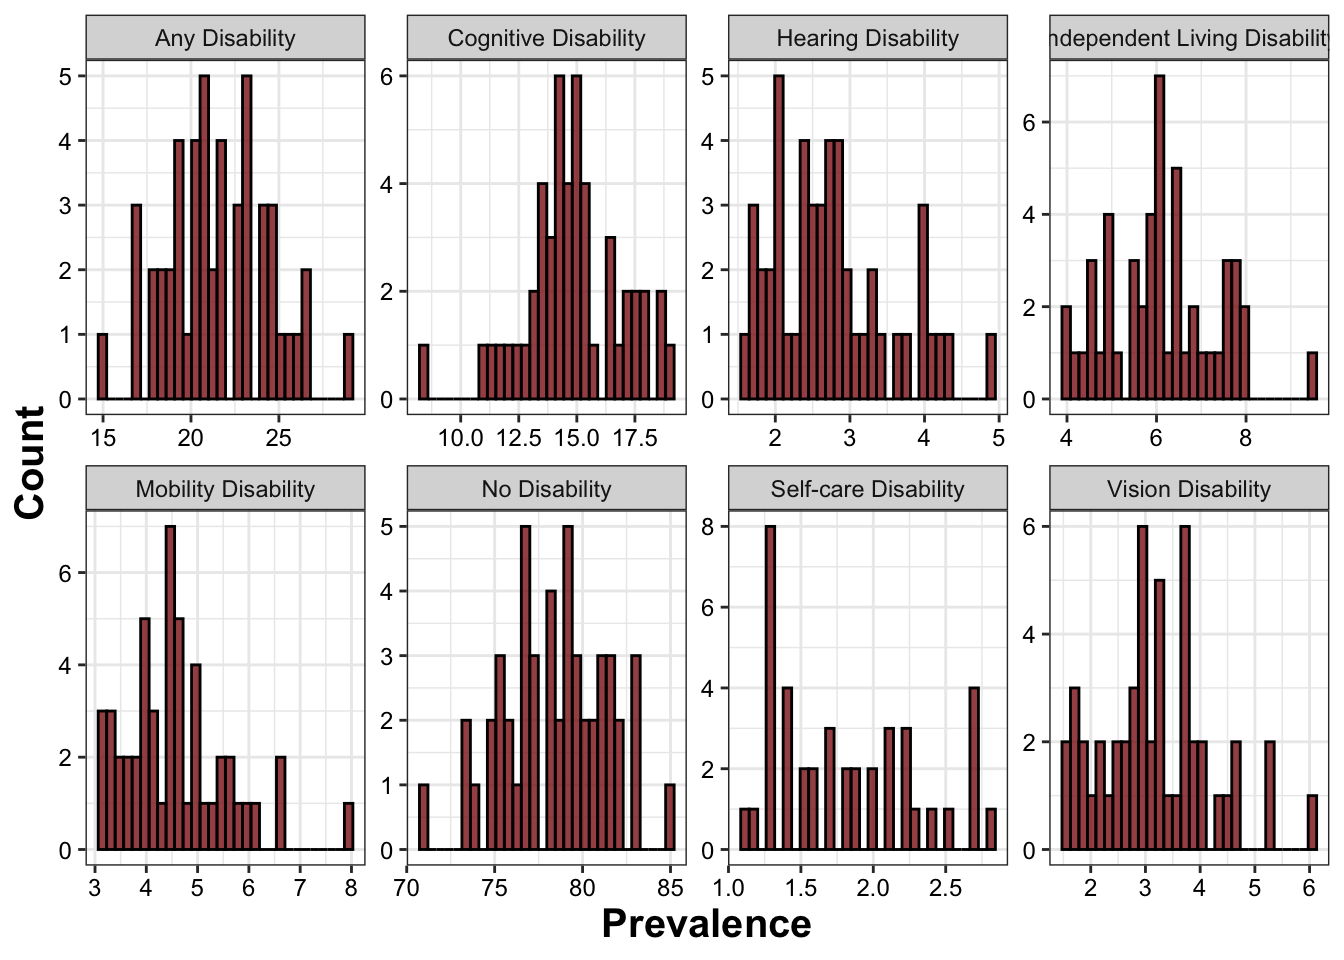 Any Disability
Cognitive Disability
Hearing Disability
ndependent Living Disability
5
4
3
2
1
0
15 20 25
6
4
2
0
10.0 12.5 15.0 17.5
5
4
3
2
1
0
2 3 4 5
6
4
2
0
4 6 8
Count
Mobility Disability
No Disability
Self-care Disability
Vision Disability
6
4
2
0
3 4 5 6 7 8
5
4
3
2
1
0
70 75 80 85
8
6
4
2
0
1.0 1.5 2.0 2.5
6
4
2
0
2 3 4 5 6
Prevalence